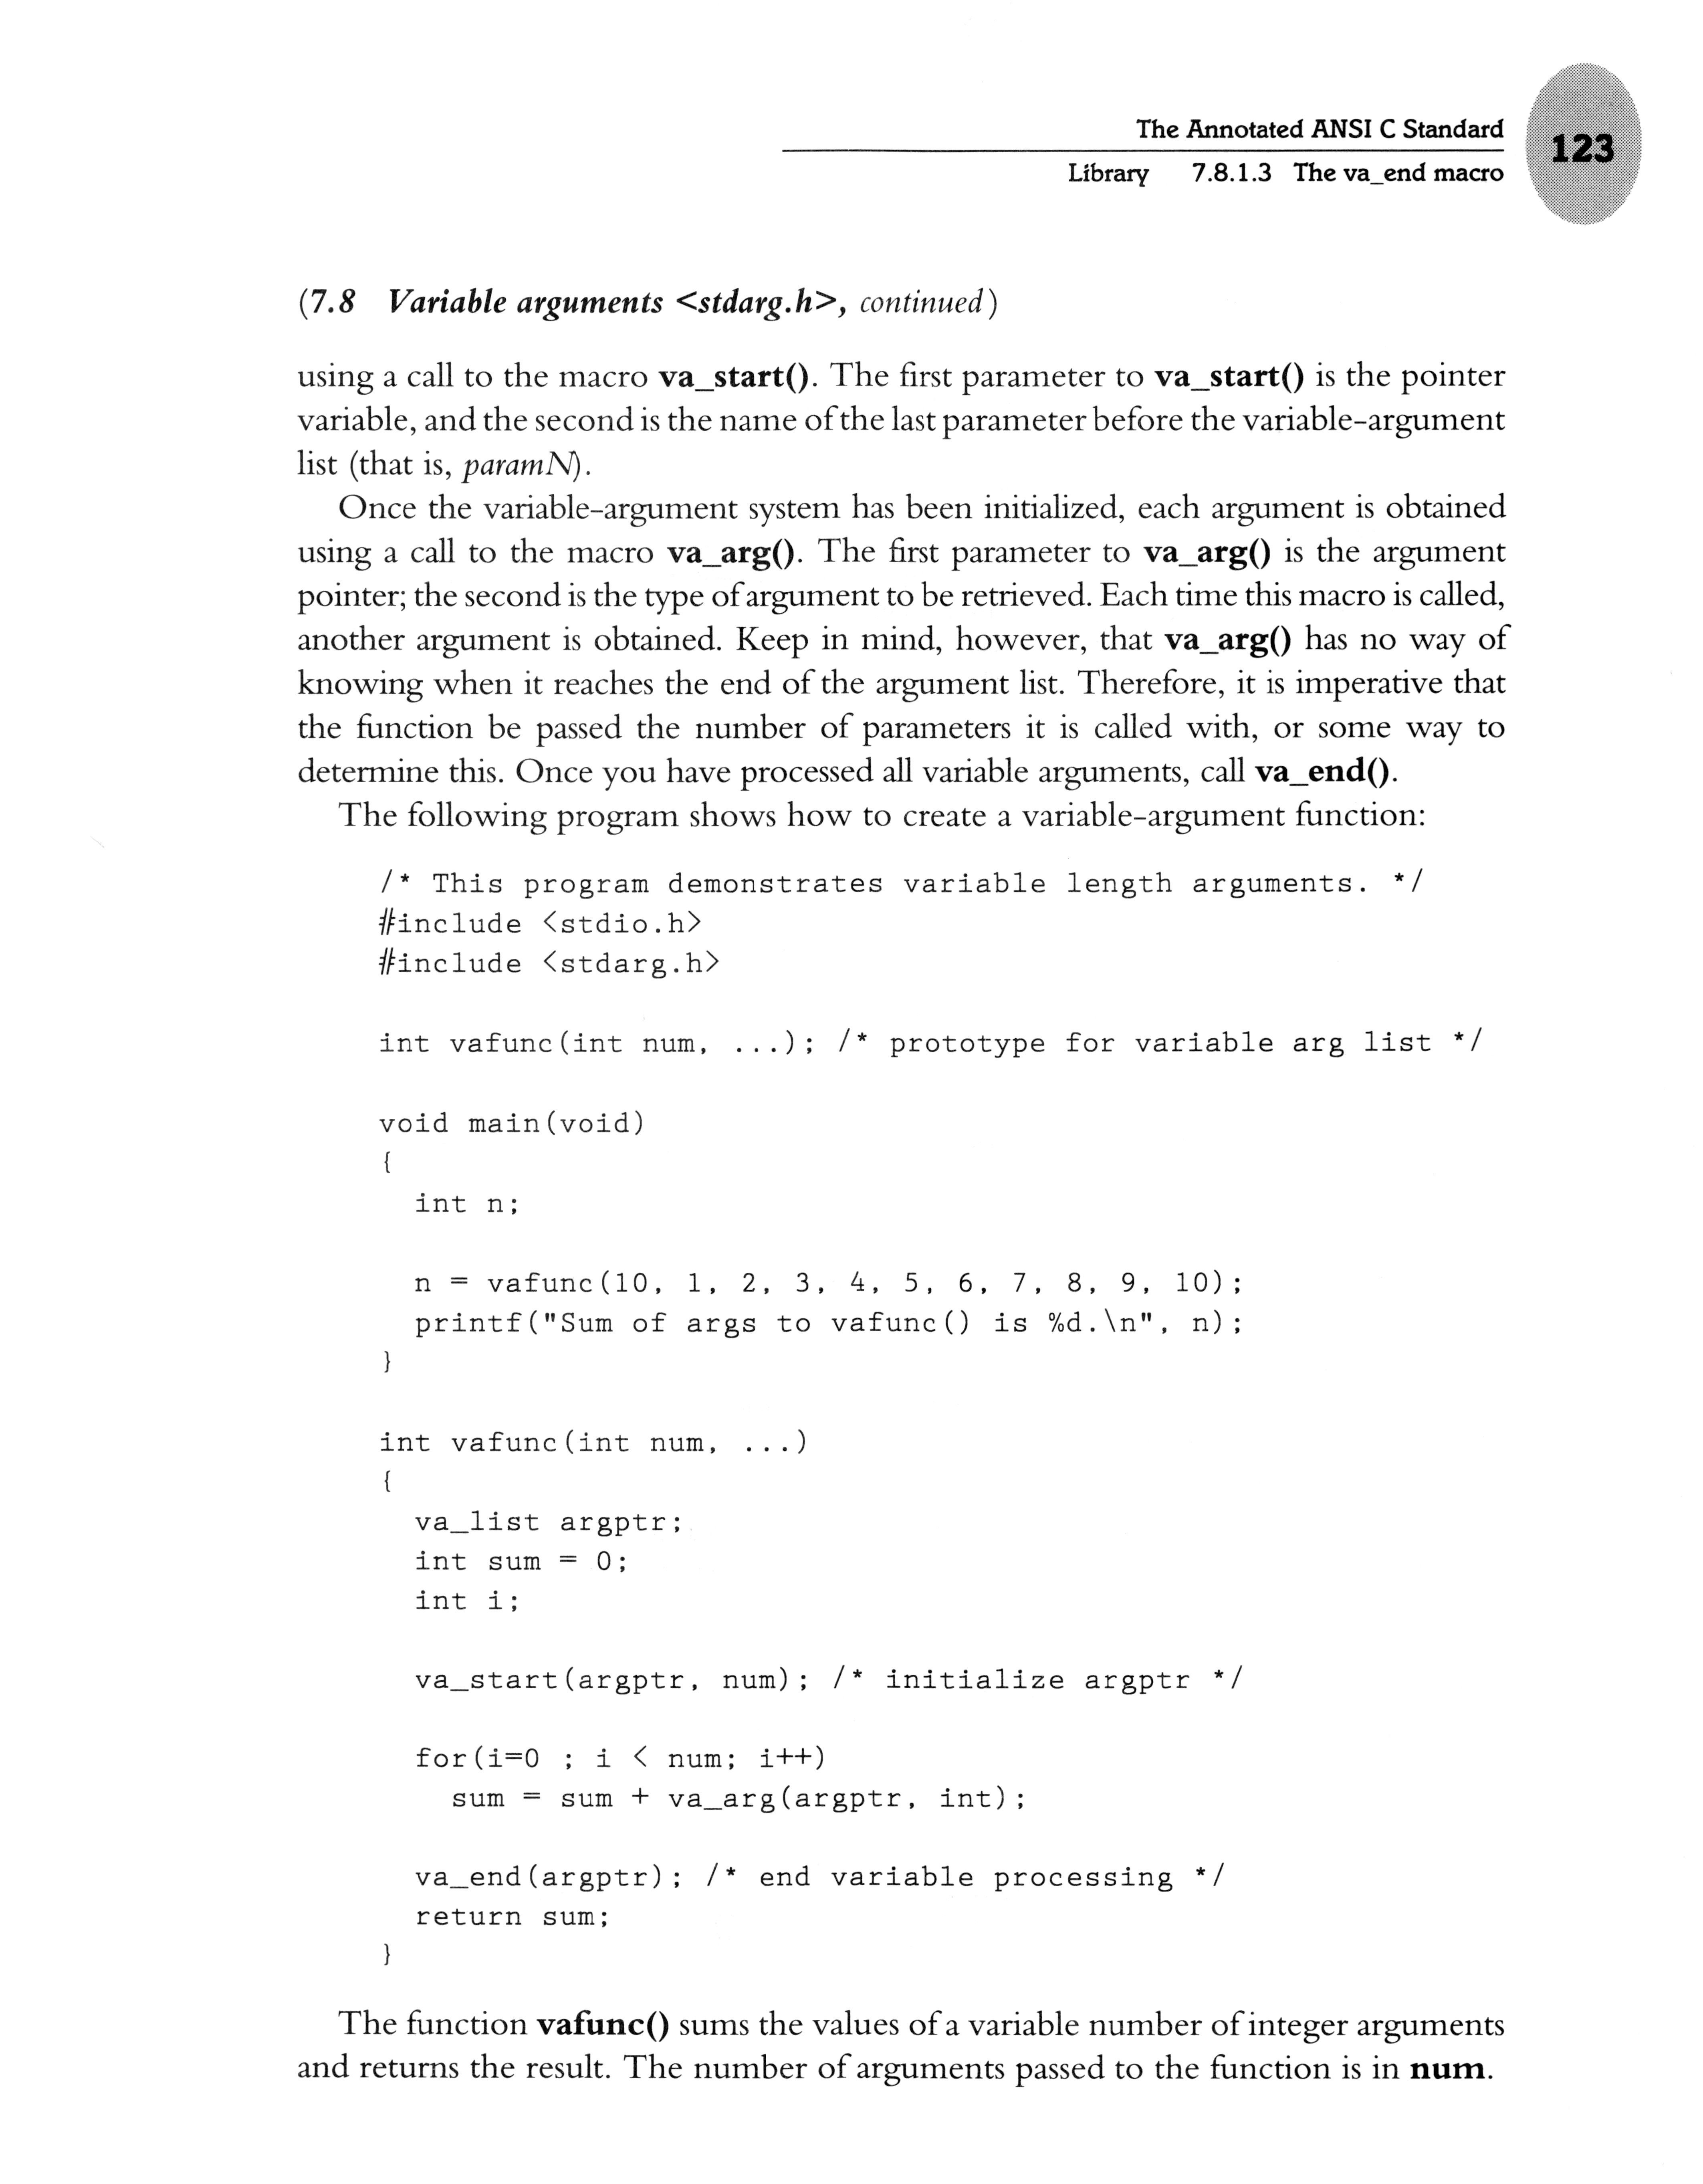 The Annotated ANSI C Standard
123
Library 7.8.1.3 The va_end macro
(7.8 Variable arguments <stdarg.h>, continued)
using a call to the macro va_start(). The first parameter to va_start() is the pointer
variable, and the second is the name of the last parameter before the variable-argument
list (that is, paramN).
Once the variable-argument system has been initialized, each argument is obtained
using a call to the macro va_arg(). The first parameter to va_arg() is the argument
pointer; the second is the type of argument to be retrieved. Each time this macro is called,
another argument is obtained. Keep in mind, however, that va_arg() has no way of
knowing when it reaches the end of the argument list. Therefore, it is imperative that
the function be passed the number of parameters it is called with, or some way to
determine this. Once you have processed all variable arguments, call va_end().
The following program shows how to create a variable-argument function:
/* This program demonstrates variable length arguments. */
#include <stdio.h>
#include <stdarg.h>
int vafunc(int num, ...); /* prototype for variable arg list */
void main(void)
{
int n;
n = vafunc(10, 1, 2, 3, 4, 5, 6, 7, 8, 9, 10);
printf("Sum of args to vafunc() is %d.\n", n);
}
int vafunc(int num, ...)
{
va_list argptr;
int sum = 0;
int i;
va_start(argptr, num); /* initialize argptr */
for(i=0 ; i < num; i++)
sum = sum + va_arg(argptr, int);
va_end(argptr); /* end variable processing */
return sum;
}
The function vafunc() sums the values of a variable number of integer arguments
and returns the result. The number of arguments passed to the function is in num.